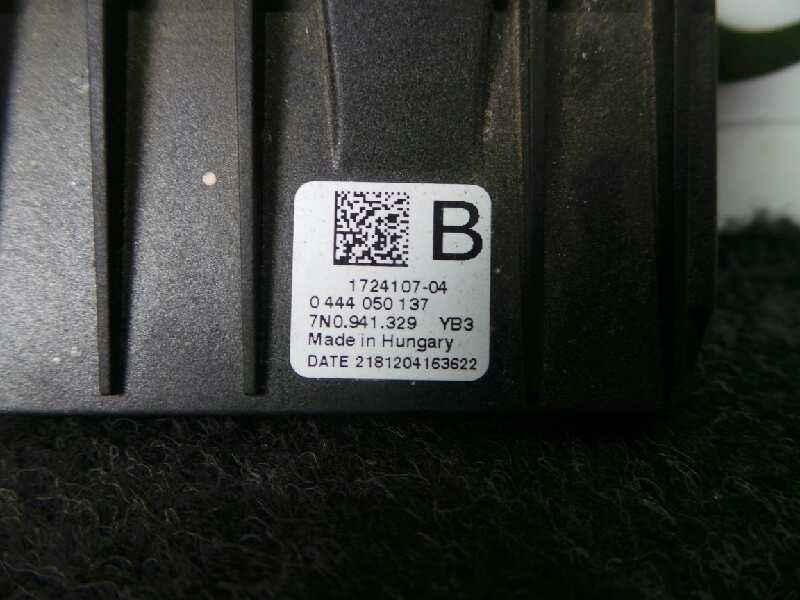 B
1724107-04
0 444 050 137
7N0.941.329 YB3
Made in Hungary
DATE 2181204163622